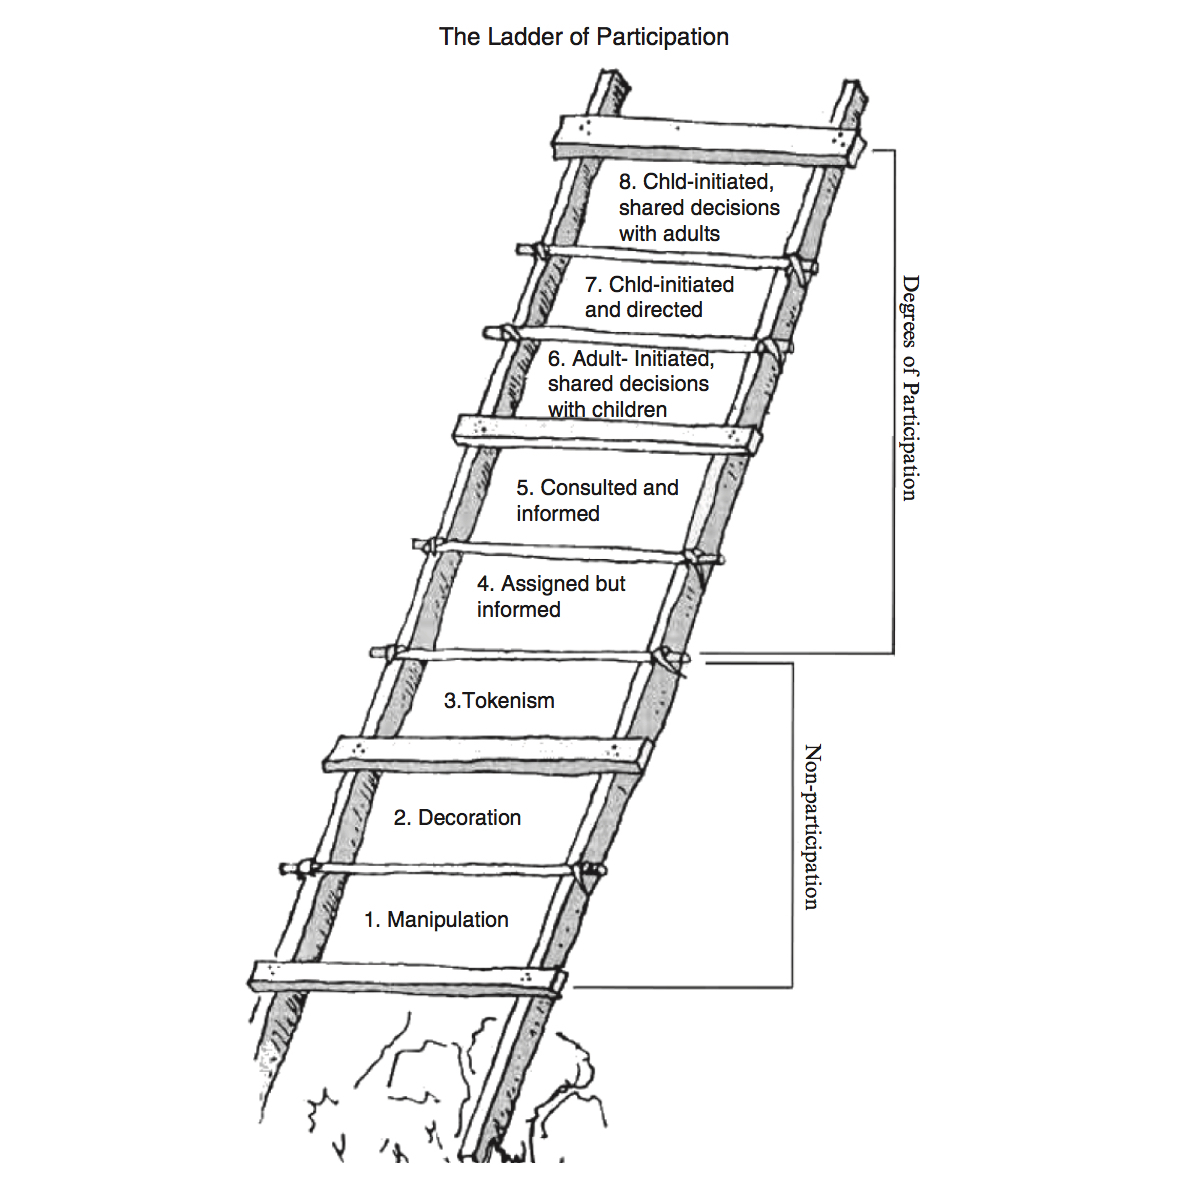 The Ladder of Participation
8. Chld-initiated,
shared decisions
with adults
7. Chld-initiated
and directed
6. Adult- Initiated,
shared decisions
with children
5. Consulted and
informed
4. Assigned but
informed
3.Tokenism
2. Decoration
1. Manipulation
Degrees of Participation
Non-participation